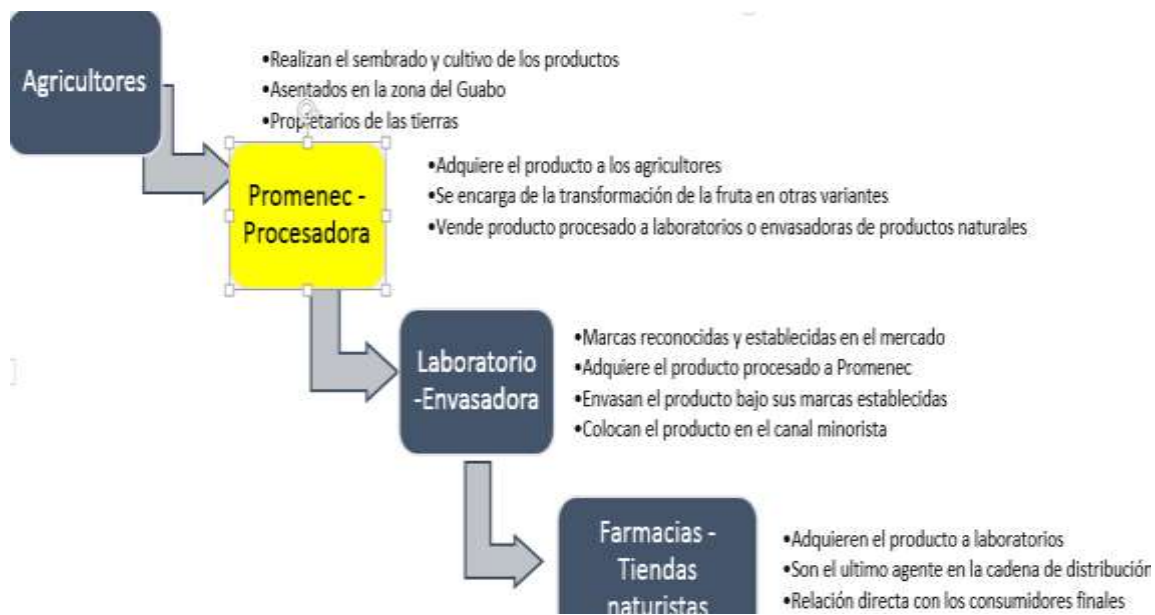 Agricultores
•Realizan el sembrado y cultivo de los productos
•Asentados en la zona del Guabo
•Propietarios de las tierras
Promenec -
Procesadora
•Adquiere el producto a los agricultores
•Se encarga de la transformación de la fruta en otras variantes
•Vende producto procesado a laboratorios o envasadoras de productos naturales
Laboratorio
-Envasadora
•Marcas reconocidas y establecidas en el mercado
•Adquiere el producto procesado a Promenec
•Envasan el producto bajo sus marcas establecidas
•Colocan el producto en el canal minorista
Farmacias -
Tiendas
naturistas
•Adquieren el producto a laboratorios
•Son el ultimo agente en la cadena de distribución
•Relación directa con los consumidores finales